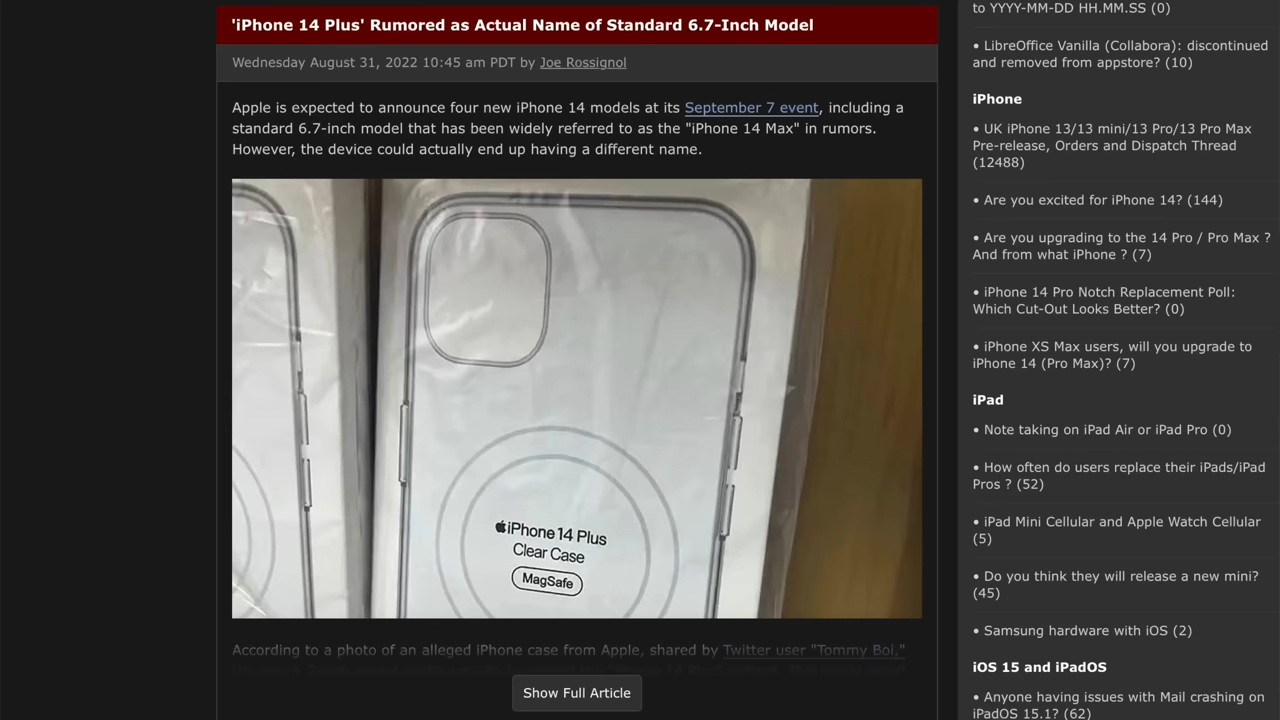 'iPhone 14 Plus' Rumored as Actual Name of Standard 6.7-Inch Model
Wednesday August 31, 2022 10:45 am PDT by Joe Rossignol
Apple is expected to announce four new iPhone 14 models at its September 7 event, including a
standard 6.7-inch model that has been widely referred to as the "iPhone 14 Max" in rumors.
However, the device could actually end up having a different name.
iPhone 14 Plus
Clear Case
MagSafe
According to a photo of an alleged iPhone case from Apple, shared by Twitter user "Tommy Boi,"
Show Full Article
to YYYY-MM-DD HH.MM.SS (0)
• LibreOffice Vanilla (Collabora): discontinued
and removed from appstore? (10)
iPhone
• UK iPhone 13/13 mini/13 Pro/13 Pro Max
Pre-release, Orders and Dispatch Thread
(12488)
• Are you excited for iPhone 14? (144)
• Are you upgrading to the 14 Pro / Pro Max ?
And from what iPhone ? (7)
• iPhone 14 Pro Notch Replacement Poll:
Which Cut-Out Looks Better? (0)
• iPhone XS Max users, will you upgrade to
iPhone 14 (Pro Max)? (7)
iPad
• Note taking on iPad Air or iPad Pro (0)
• How often do users replace their iPads/iPad
Pros ? (52)
• iPad Mini Cellular and Apple Watch Cellular
(5)
• Do you think they will release a new mini?
(45)
• Samsung hardware with iOS (2)
iOS 15 and iPadOS
• Anyone having issues with Mail crashing on
iPadOS 15.1? (62)